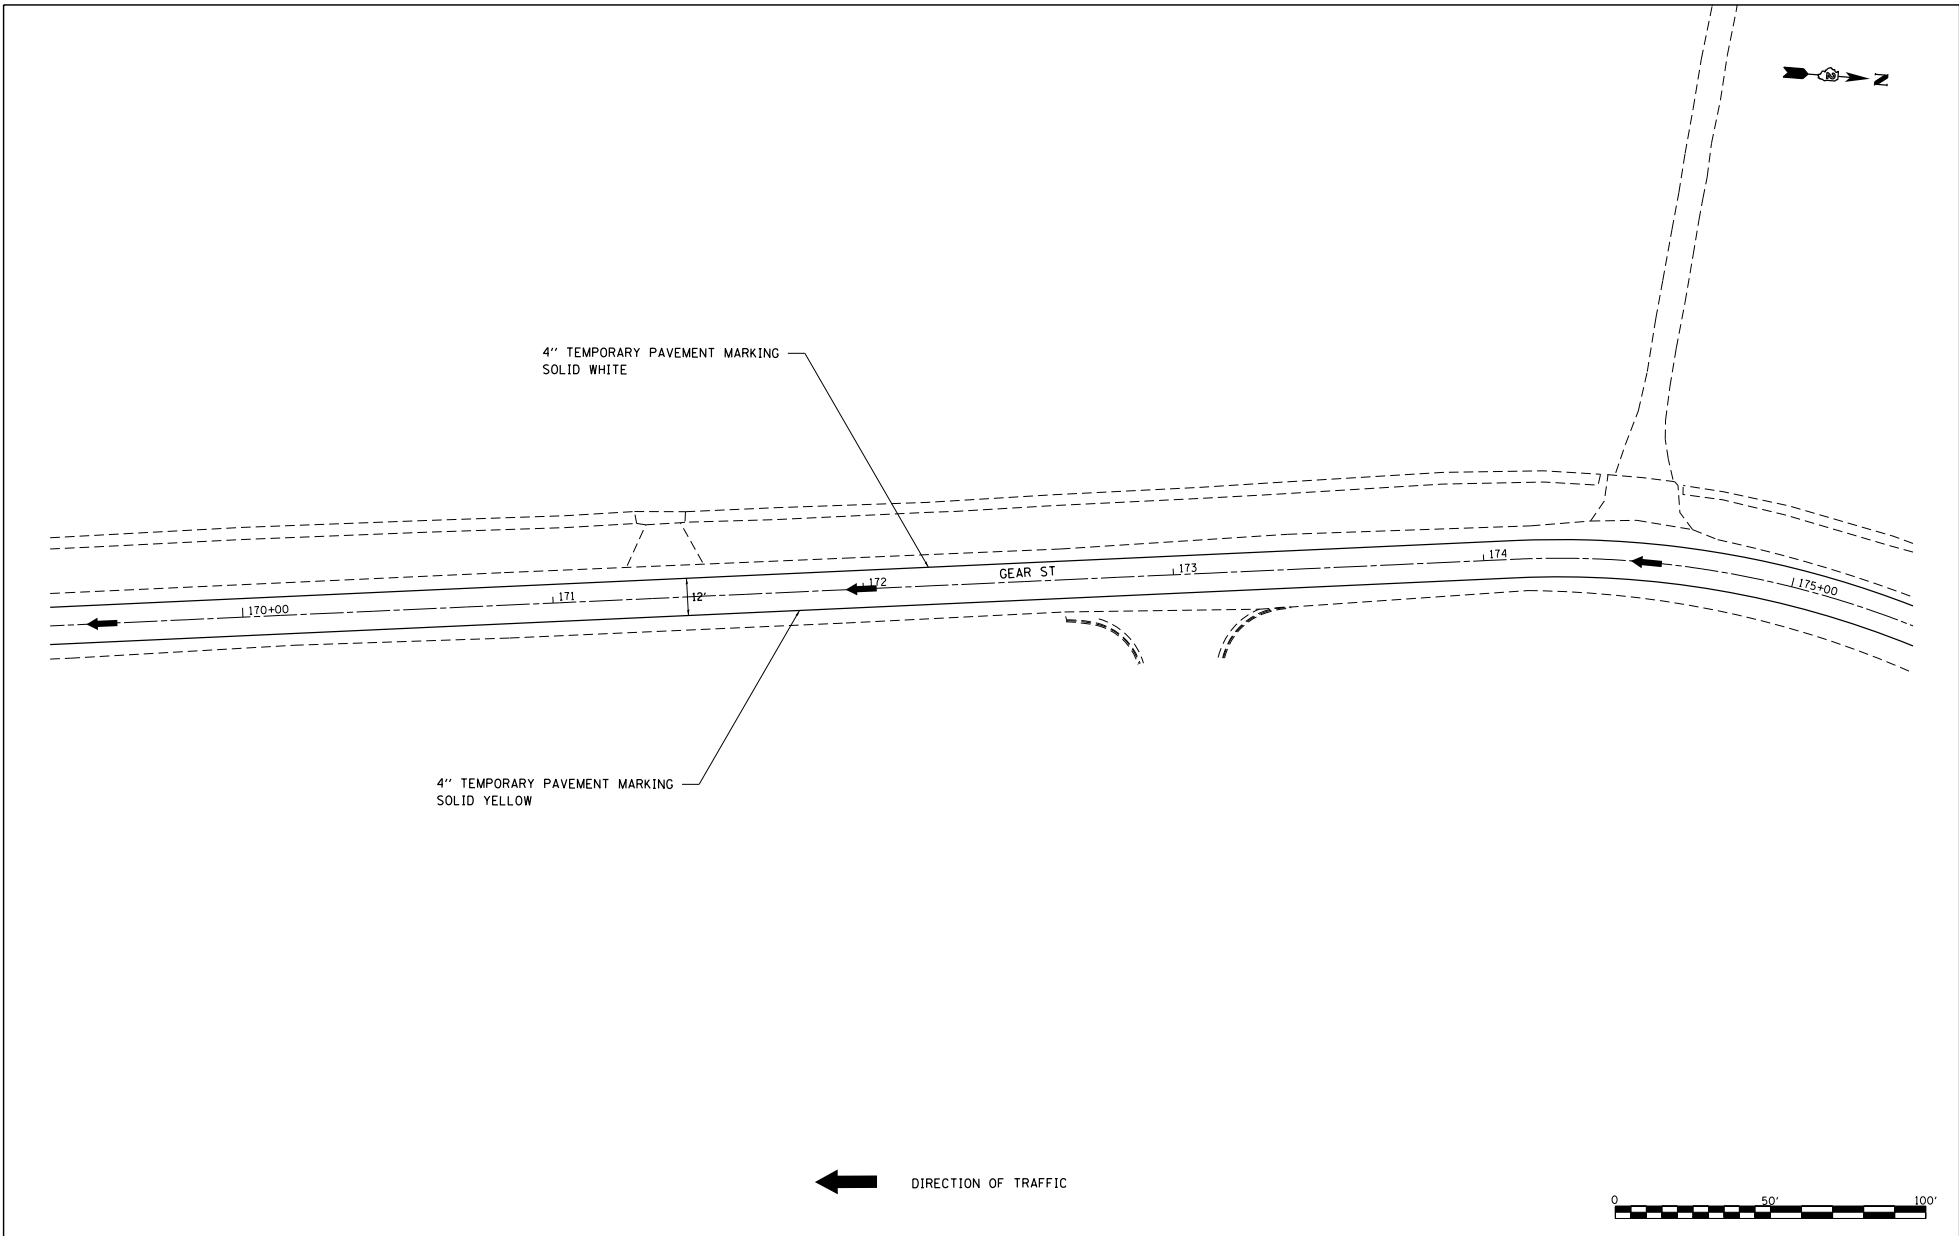 N
4" TEMPORARY PAVEMENT MARKING
SOLID WHITE
GEAR ST
170+00
171
172
173
174
175+00
12'
4" TEMPORARY PAVEMENT MARKING
SOLID YELLOW
DIRECTION OF TRAFFIC
0 50' 100'